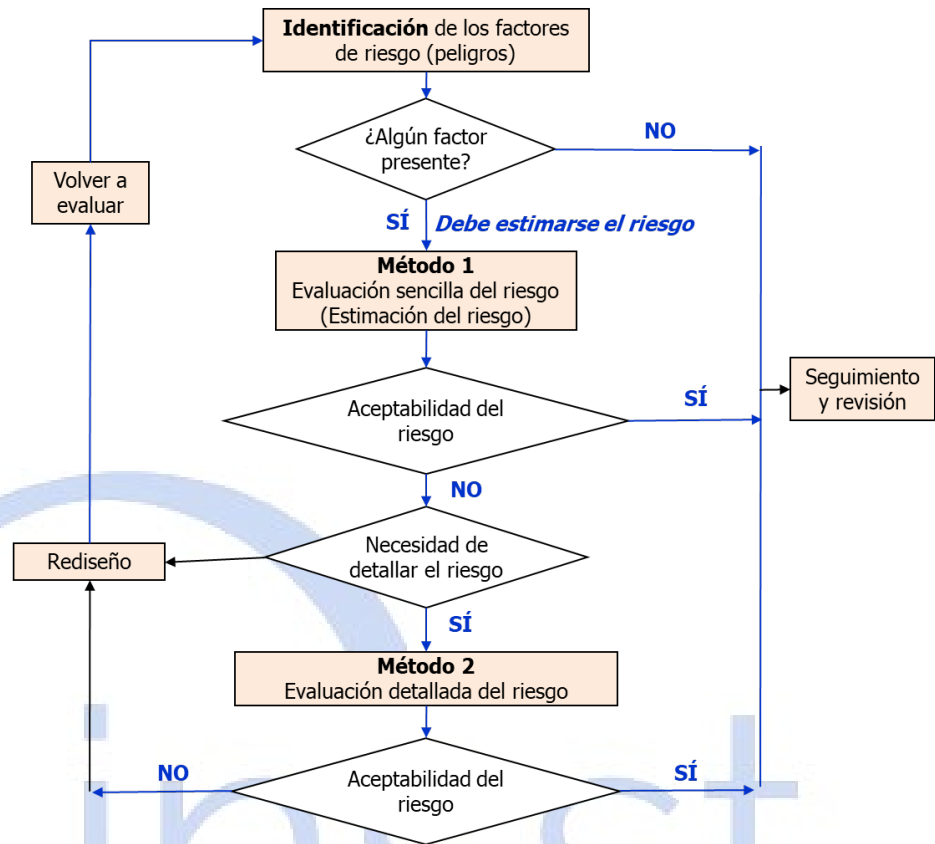 Identificación de los factores
de riesgo (peligros)
¿Algún factor
presente?
NO
Volver a
evaluar
SÍ
Debe estimarse el riesgo
Método 1
Evaluación sencilla del riesgo
(Estimación del riesgo)
Aceptabilidad del
riesgo
SÍ
Seguimiento
y revisión
NO
Rediseño
Necesidad de
detallar el riesgo
SÍ
Método 2
Evaluación detallada del riesgo
NO
Aceptabilidad del
riesgo
SÍ